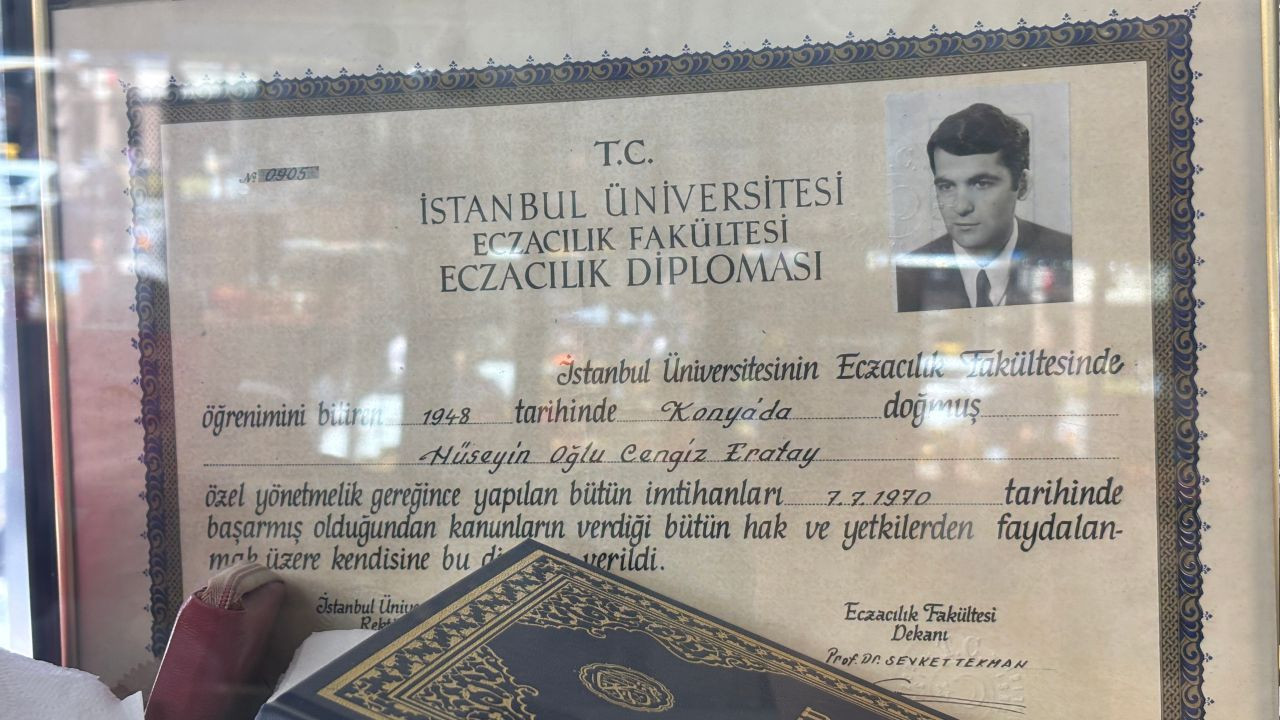 T.C.
№ 0905
İSTANBUL ÜNİVERSİTESİ
ECZACILIK FAKÜLTESİ
ECZACILIK DİPLOMASI
İstanbul Üniversitesinin Eczacılık Fakültesinde
öğrenimini bitiren 1948 tarihinde Konya'da doğmuş
Hüseyin Oğlu Cengiz Eratay
özel yönetmelik gereğince yapılan bütün imtihanları 7.7.1970 tarihinde
başarmış olduğundan kanunların verdiği bütün hak ve yetkilerden faydalan-
mak üzere kendisine bu di verildi.
İstanbul Ünive
Rekt
Eczacılık Fakültesi
Dekanı
Prof. Dr. ŞEVKET TEKMAN